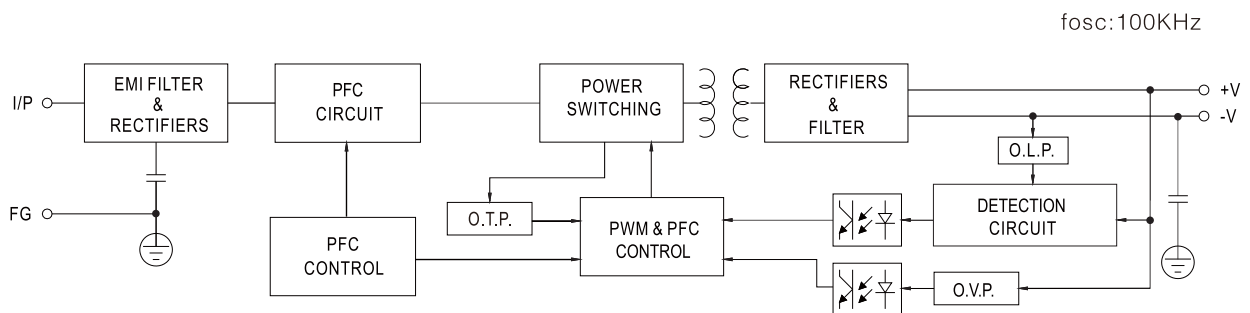 fosc:100KHz
I/P
EMI FILTER
&
RECTIFIERS
PFC
CIRCUIT
POWER
SWITCHING
RECTIFIERS
&
FILTER
+V
-V
O.L.P.
FG
O.T.P.
PFC
CONTROL
PWM & PFC
CONTROL
DETECTION
CIRCUIT
O.V.P.